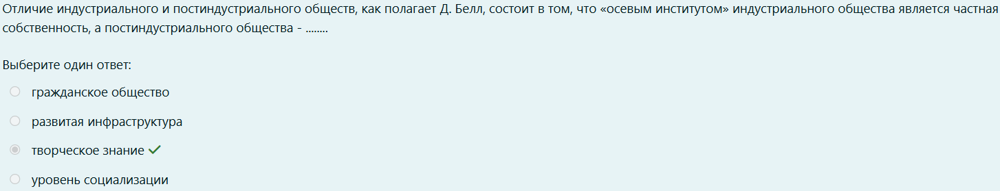 Отличие индустриального и постиндустриального обществ, как полагает Д. Белл, состоит в том, что «осевым институтом» индустриального общества является частная
собственность, а постиндустриального общества - ........
Выберите один ответ:
гражданское общество
развитая инфраструктура
творческое знание
уровень социализации